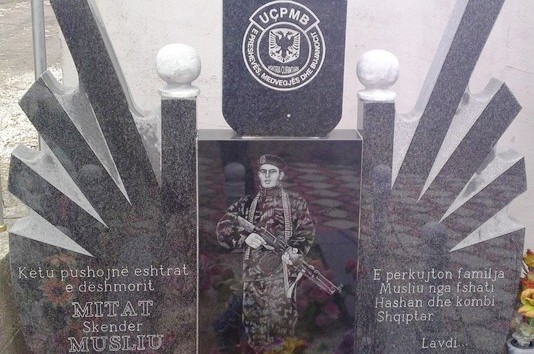 UÇPMB
E PRESHEVËS, MEDVEGJËS DHE BUJANOCIT
Ketu pushojnë eshtrat
e dëshmorit
MITAT
Skender
MUSLIU
E perkujton familja
Musliu nga fshati
Hashan dhe kombi
Shqiptar
Lavdi...